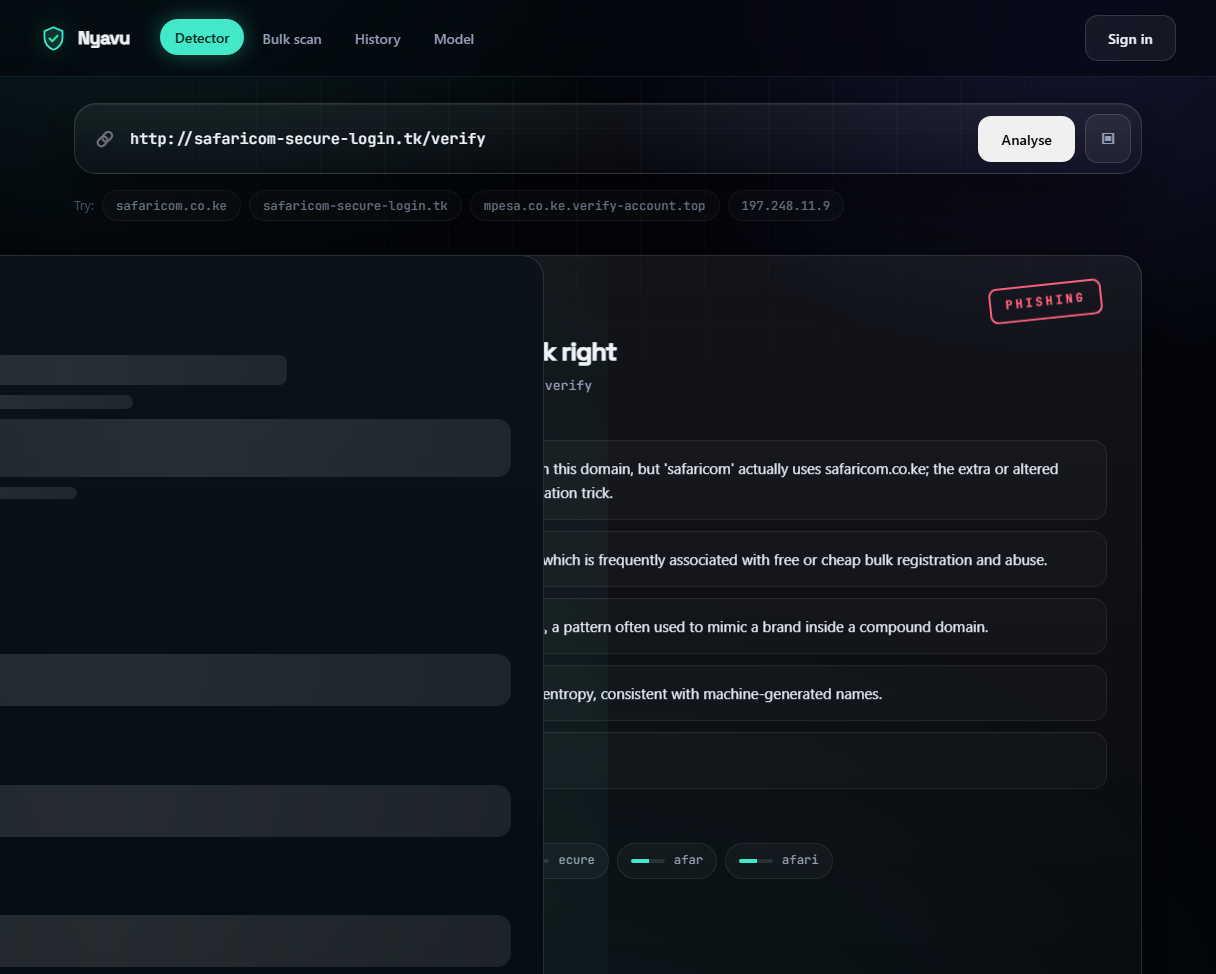 Nyavu
Detector
Bulk scan
History
Model
Sign in
http://safaricom-secure-login.tk/verify
Analyse
Try:
safaricom.co.ke
safaricom-secure-login.tk
mpesa.co.ke.verify-account.top
197.248.11.9
PHISHING
k right
verify
this domain, but 'safaricom' actually uses safaricom.co.ke; the extra or altered
ation trick.
which is frequently associated with free or cheap bulk registration and abuse.
, a pattern often used to mimic a brand inside a compound domain.
entropy, consistent with machine-generated names.
ecure
afar
afari